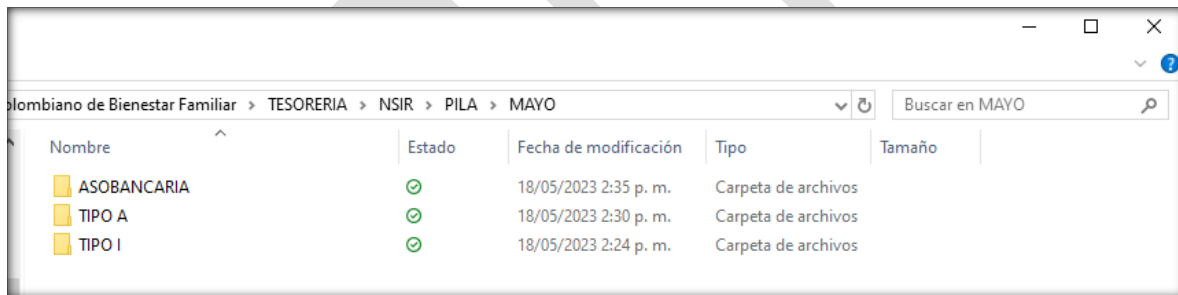 olombiano de Bienestar Familiar > TESORERIA > NSIR > PILA > MAYO Buscar en MAYO
Nombre Estado Fecha de modificación Tipo Tamaño
ASOBANCARIA 18/05/2023 2:35 p. m. Carpeta de archivos
TIPO A 18/05/2023 2:30 p. m. Carpeta de archivos
TIPO I 18/05/2023 2:24 p. m. Carpeta de archivos